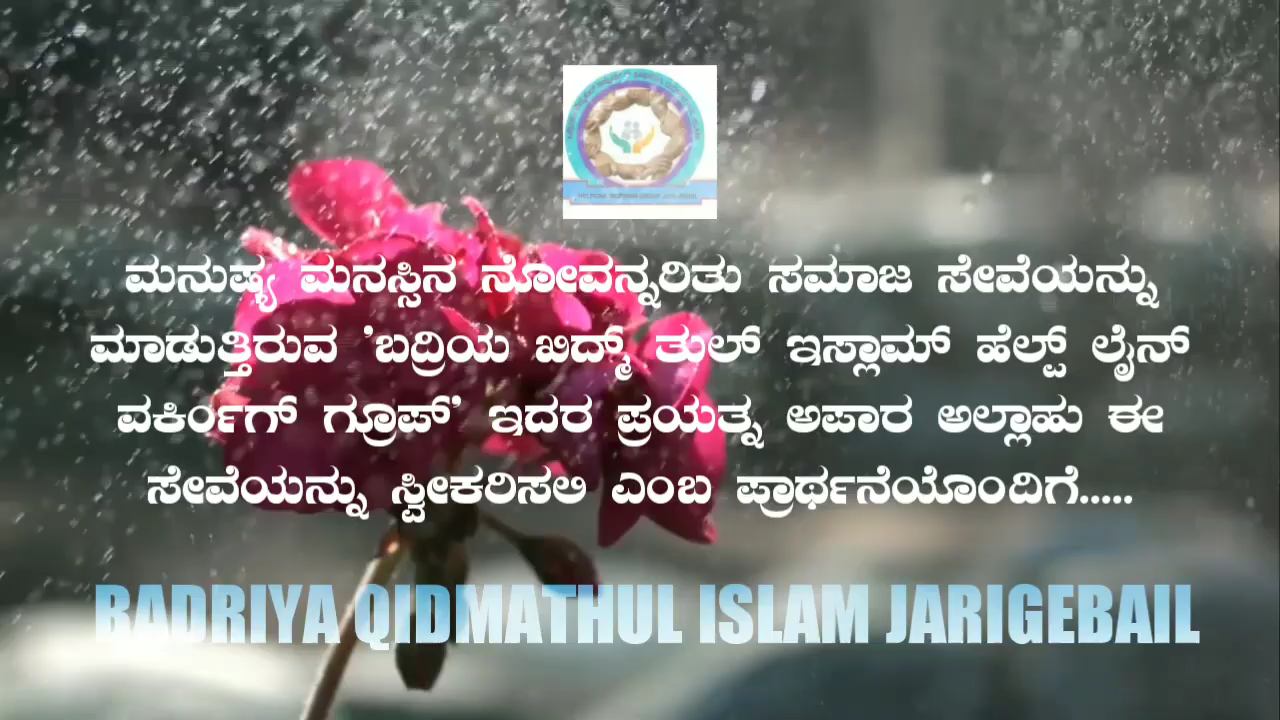 ಮನುಷ್ಯ ಮನಸ್ಸಿನ ನೋವನ್ನರಿತು ಸಮಾಜ ಸೇವೆಯನ್ನು
ಮಾಡುತ್ತಿರುವ 'ಬದ್ರಿಯ ಖಿದ್ಮ್ ತುಲ್ ಇಸ್ಲಾಮ್ ಹೆಲ್ಪ್ ಲೈನ್
ವರ್ಕಿಂಗ್ ಗ್ರೂಪ್' ಇದರ ಪ್ರಯತ್ನ ಅಪಾರ ಅಲ್ಲಾಹು ಈ
ಸೇವೆಯನ್ನು ಸ್ವೀಕರಿಸಲಿ ಎಂಬ ಪ್ರಾರ್ಥನೆಯೊಂದಿಗೆ.....
BADRIYA QIDMATHUL ISLAM JARIGEBAIL